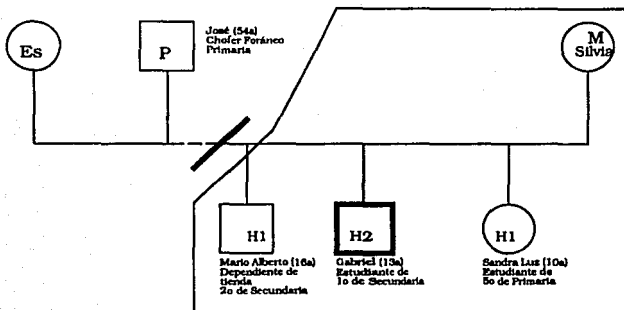 Es
P
José (54a)
Chofer Foráneo
Primaria
M
Silvia
H1
Mario Alberto (16a)
Dependiente de
tienda
2o de Secundaria
H2
Gabriel (13a)
Estudiante de
1o de Secundaria
H1
Sandra Luz (10a)
Estudiante de
5o de Primaria